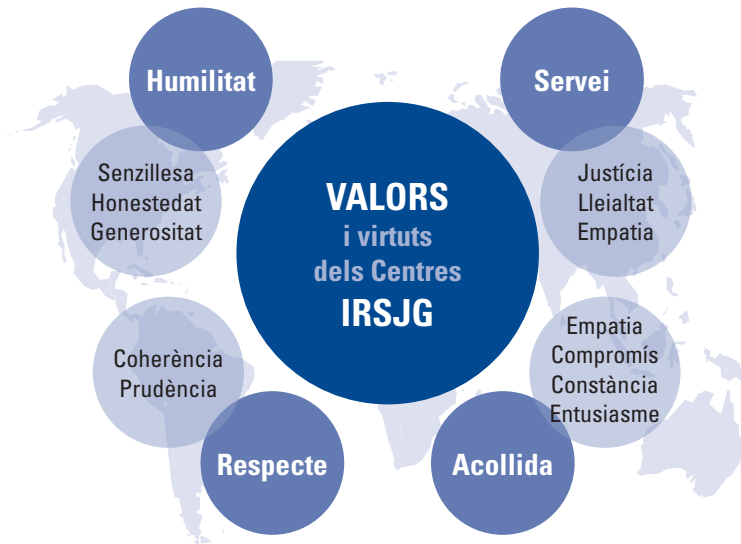 Humilitat
Senzillesa
Honestedat
Generositat
VALORS
i virtuts
dels Centres
IRSJG
Servei
Justícia
Lleialtat
Empatia
Coherència
Prudència
Respecte
Empatia
Compromís
Constància
Entusiasme
Acollida